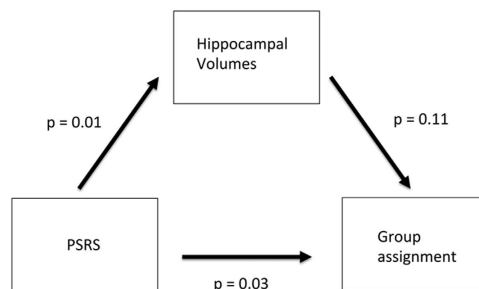 Hippocampal
Volumes
p = 0.01
p = 0.11
PSRS
Group
assignment
p = 0.03